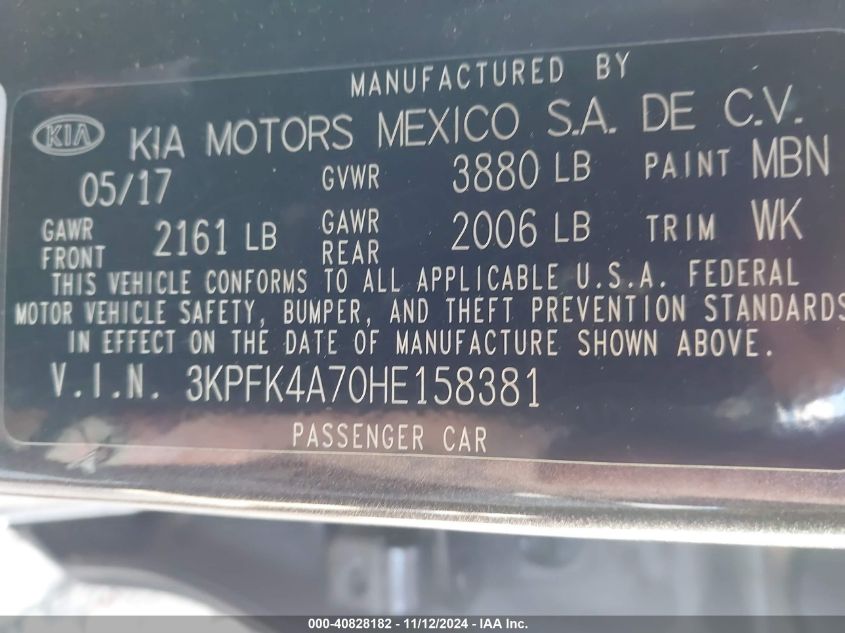 MANUFACTURED BY
KIA KIA MOTORS MEXICO S.A. DE C.V.
05/17 GVWR 3880 LB PAINT MBN
GAWR FRONT 2161 LB GAWR REAR 2006 LB TRIM WK
THIS VEHICLE CONFORMS TO ALL APPLICABLE U.S.A. FEDERAL
MOTOR VEHICLE SAFETY, BUMPER, AND THEFT PREVENTION STANDARDS
IN EFFECT ON THE DATE OF MANUFACTURE SHOWN ABOVE.
V.I.N. 3KPFK4A70HE158381
PASSENGER CAR
000-40828182 - 11/12/2024 - IAA Inc.